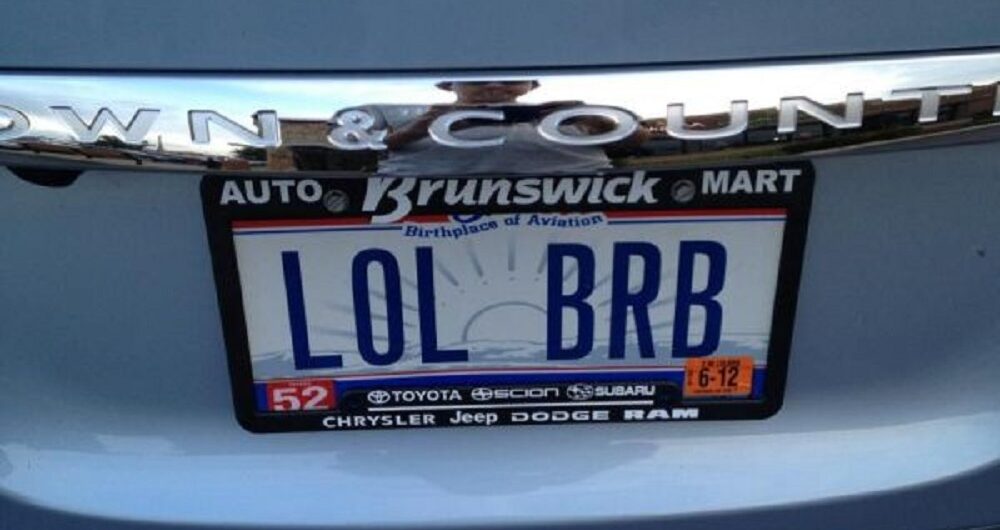 OWN & COUNT
AUTO Brunswick MART
Birthplace of Aviation
LOL BRB
52
6-12
TOYOTA SCION SUBARU
CHRYSLER Jeep DODGE RAM